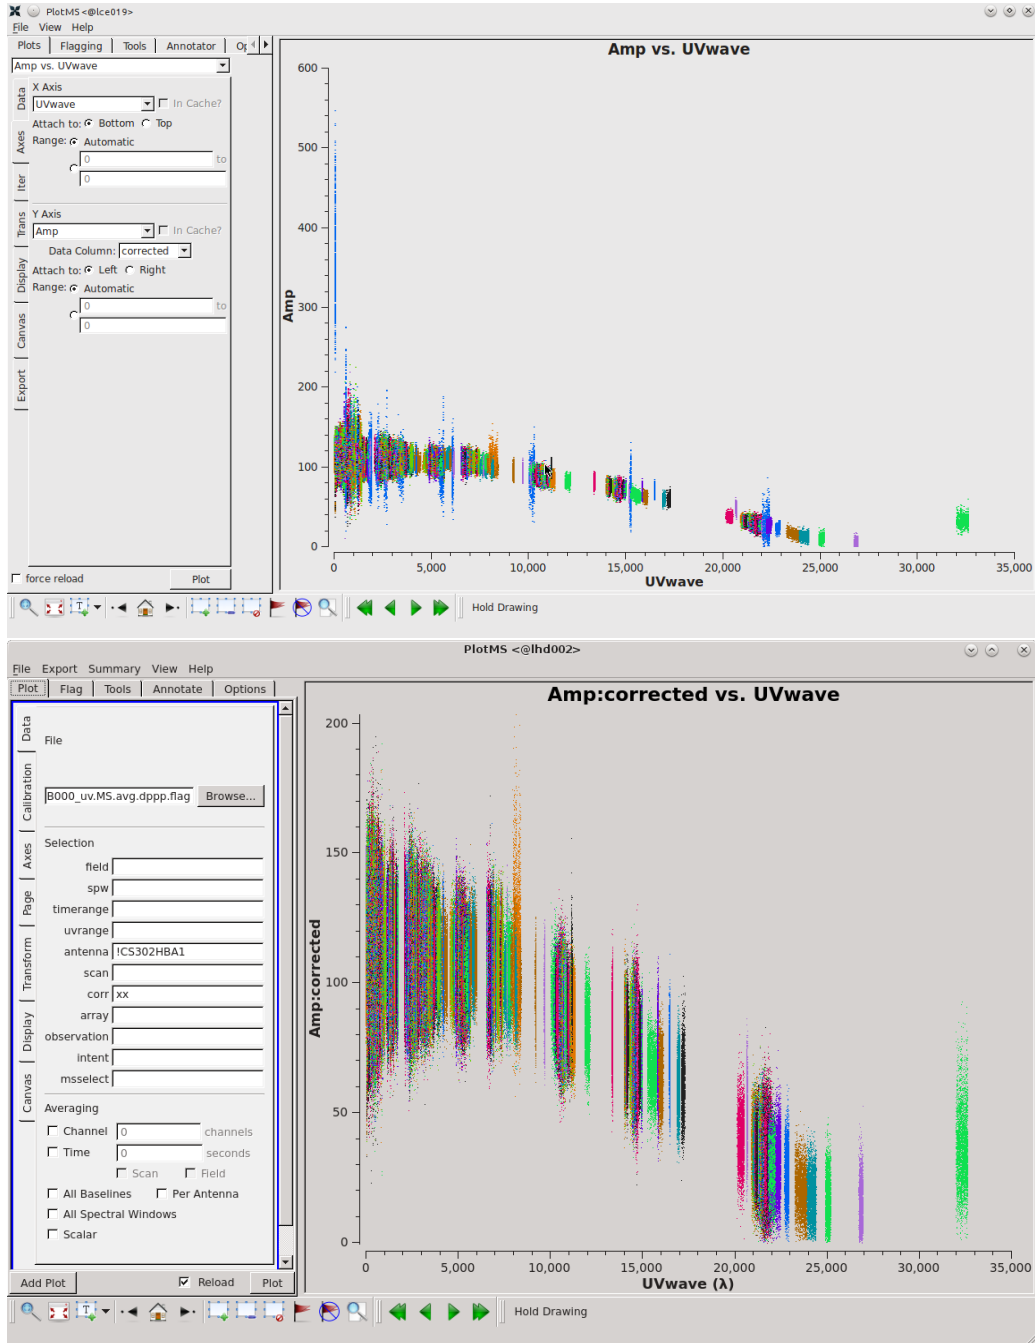 PlotMS <@lce019>
File View Help
Plots Flagging Tools Annotator Op
Amp vs. UVwave
Data
Axes
Iter
Trans
Display
Canvas
Export
X Axis
UVwave In Cache?
Attach to: Bottom Top
Range: Automatic
0 to
0
Y Axis
Amp In Cache?
Data Column: corrected
Attach to: Left Right
Range: Automatic
0 to
0
force reload Plot
Amp vs. UVwave
600
500
400
300
200
100
0
Amp
0 5,000 10,000 15,000 20,000 25,000 30,000 35,000
UVwave
T Hold Drawing
PlotMS <@lhd002>
File Export Summary View Help
Plot Flag Tools Annotate Options
Data
Calibration
Axes
Page
Transform
Display
Canvas
File
B000_uv.MS.avg.dppp.flag Browse...
Selection
field
spw
timerange
uvrange
antenna !CS302HBA1
scan
corr xx
array
observation
intent
msselect
Averaging
Channel 0 channels
Time 0 seconds
Scan Field
All Baselines Per Antenna
All Spectral Windows
Scalar
Add Plot Reload Plot
Amp:corrected vs. UVwave
200
150
100
50
0
Amp:corrected
0 5,000 10,000 15,000 20,000 25,000 30,000 35,000
UVwave (λ)
T Hold Drawing